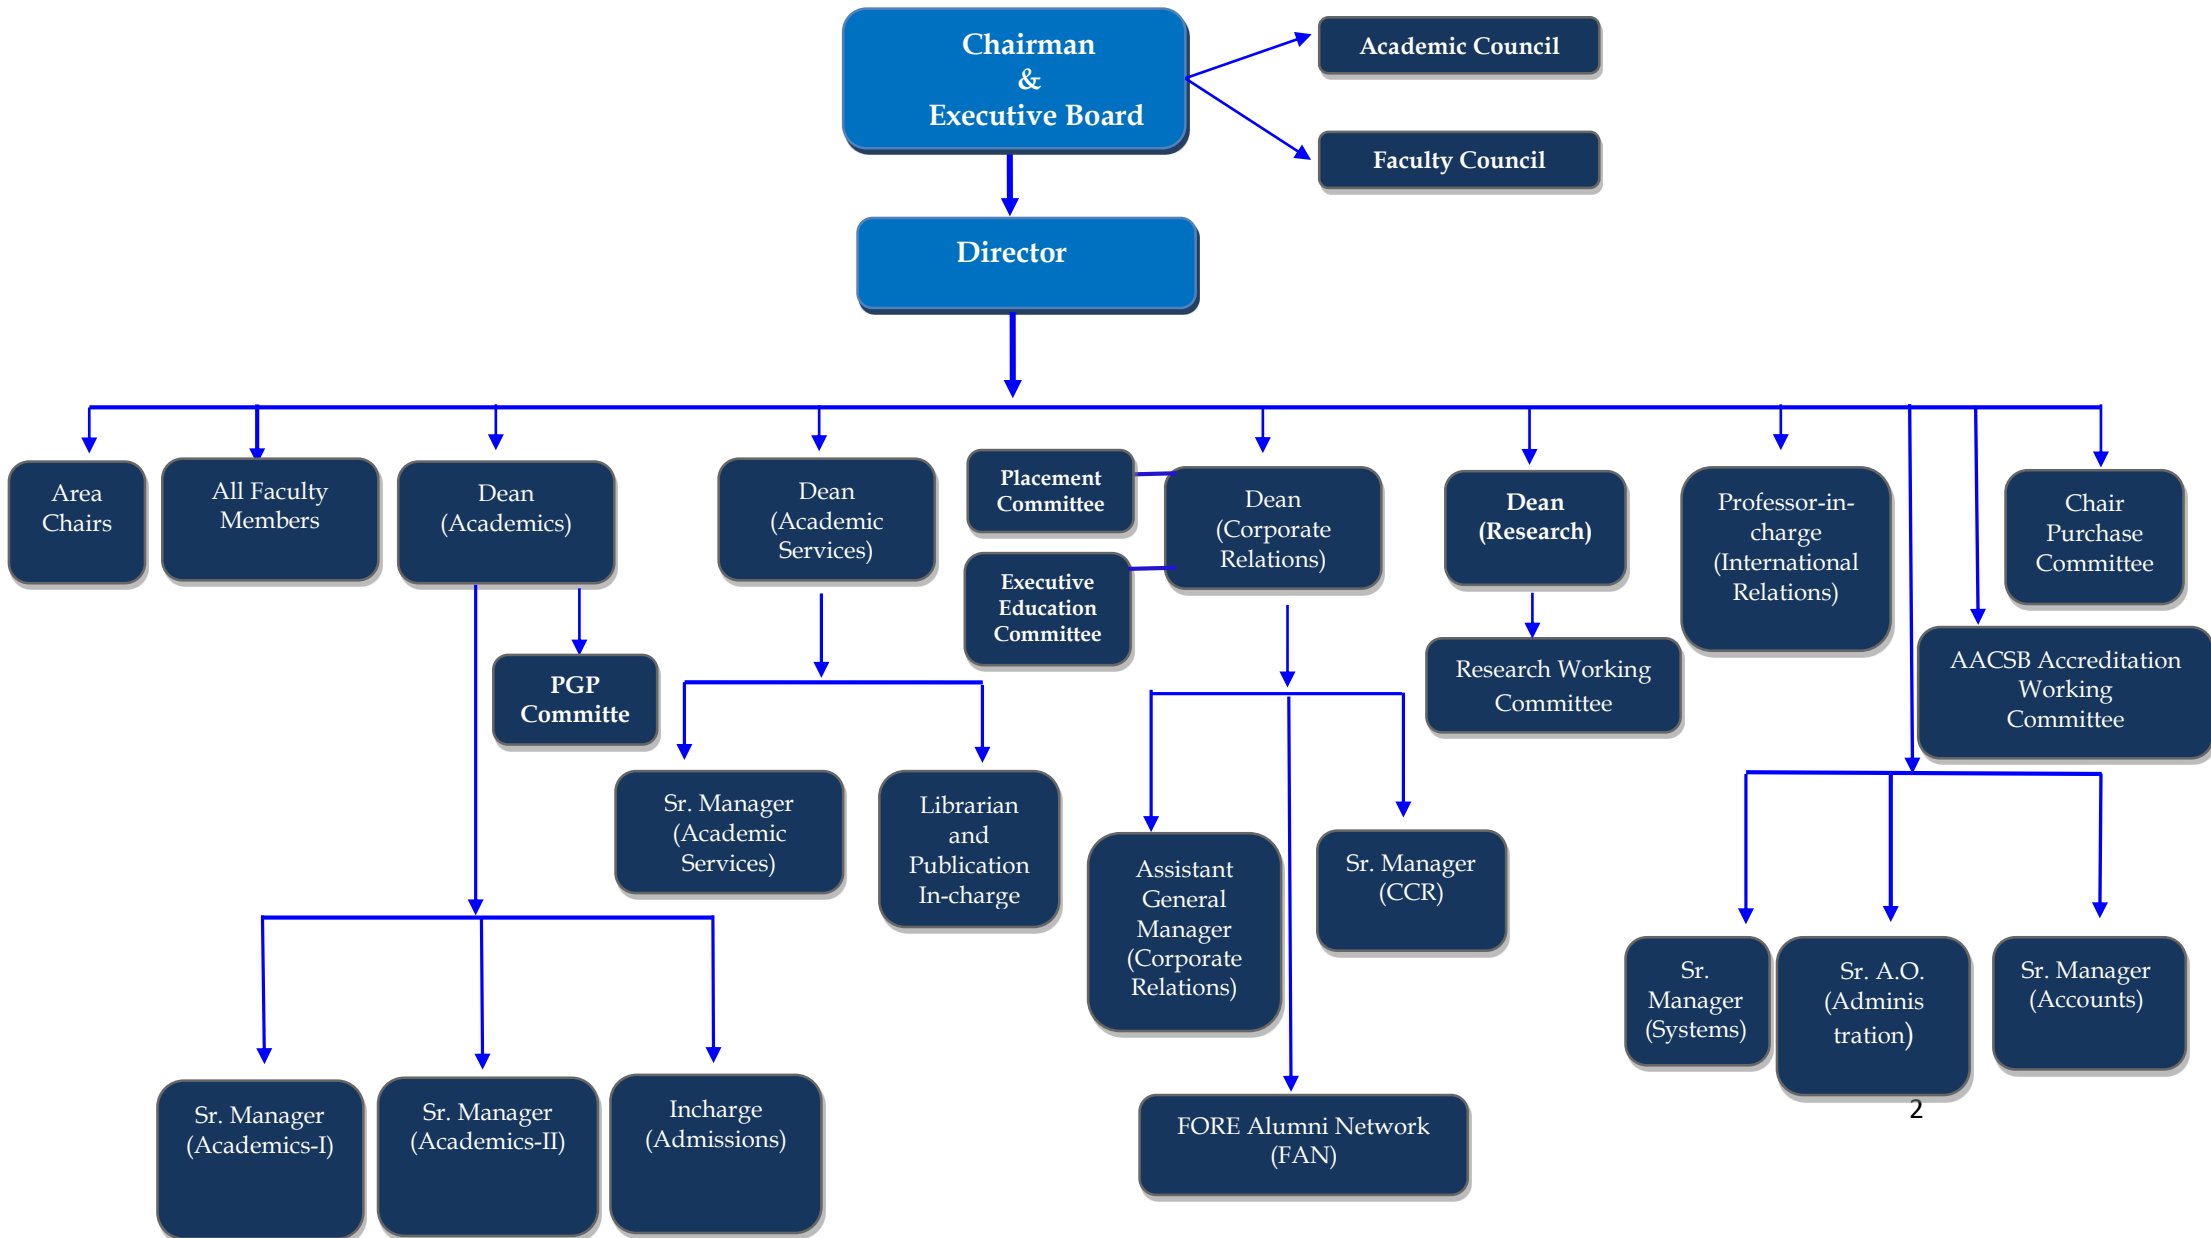 Chairman
&
Executive Board
Academic Council
Faculty Council
Director
Area
Chairs
All Faculty
Members
Dean
(Academics)
Dean
(Academic
Services)
Placement
Committee
Executive
Education
Committee
Dean
(Corporate
Relations)
Dean
(Research)
Professor-in-
charge
(International
Relations)
Chair
Purchase
Committee
PGP
Committe
Research Working
Committee
AACSB Accreditation
Working
Committee
Sr. Manager
(Academic
Services)
Librarian
and
Publication
In-charge
Assistant
General
Manager
(Corporate
Relations)
Sr. Manager
(CCR)
Sr.
Manager
(Systems)
Sr. A.O.
(Adminis
tration)
Sr. Manager
(Accounts)
Sr. Manager
(Academics-I)
Sr. Manager
(Academics-II)
Incharge
(Admissions)
FORE Alumni Network
(FAN)
2